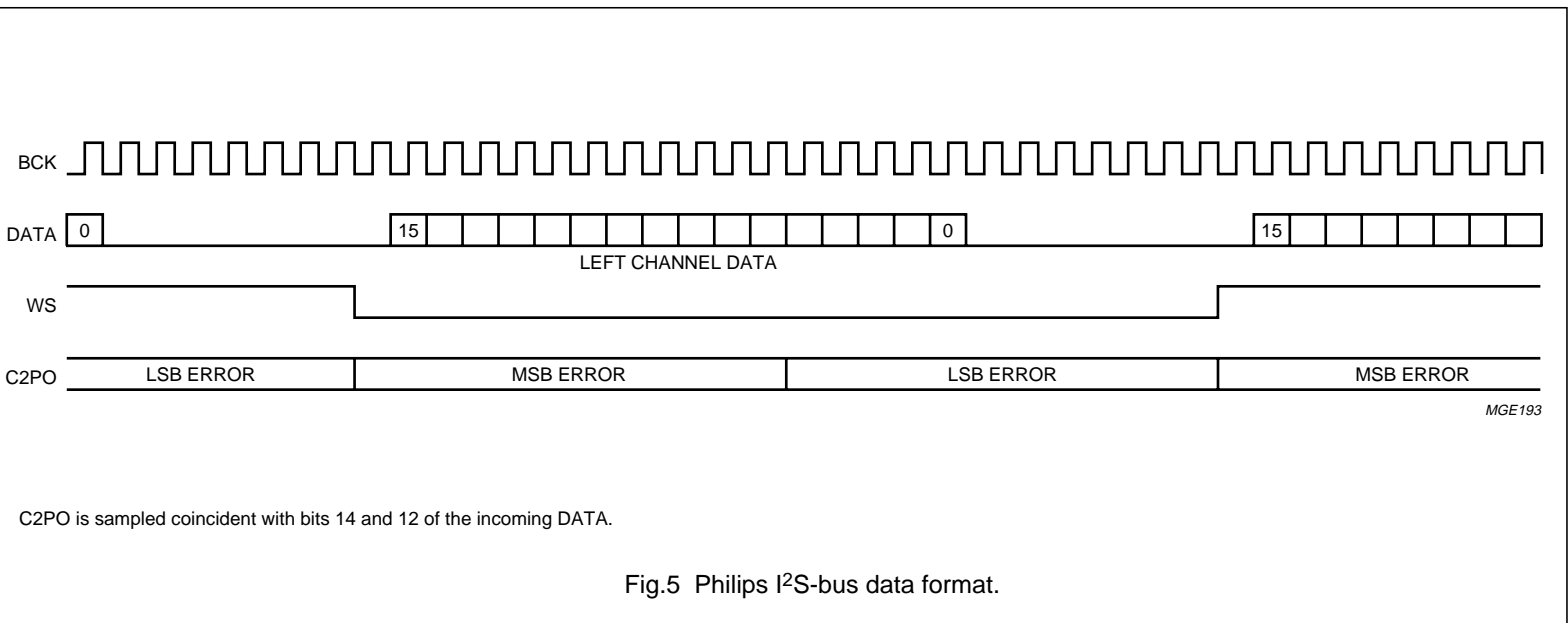 BCK
DATA 0 15 0 15
LEFT CHANNEL DATA
WS
C2PO LSB ERROR MSB ERROR LSB ERROR MSB ERROR
MGE193
C2PO is sampled coincident with bits 14 and 12 of the incoming DATA.
Fig.5 Philips I²S-bus data format.